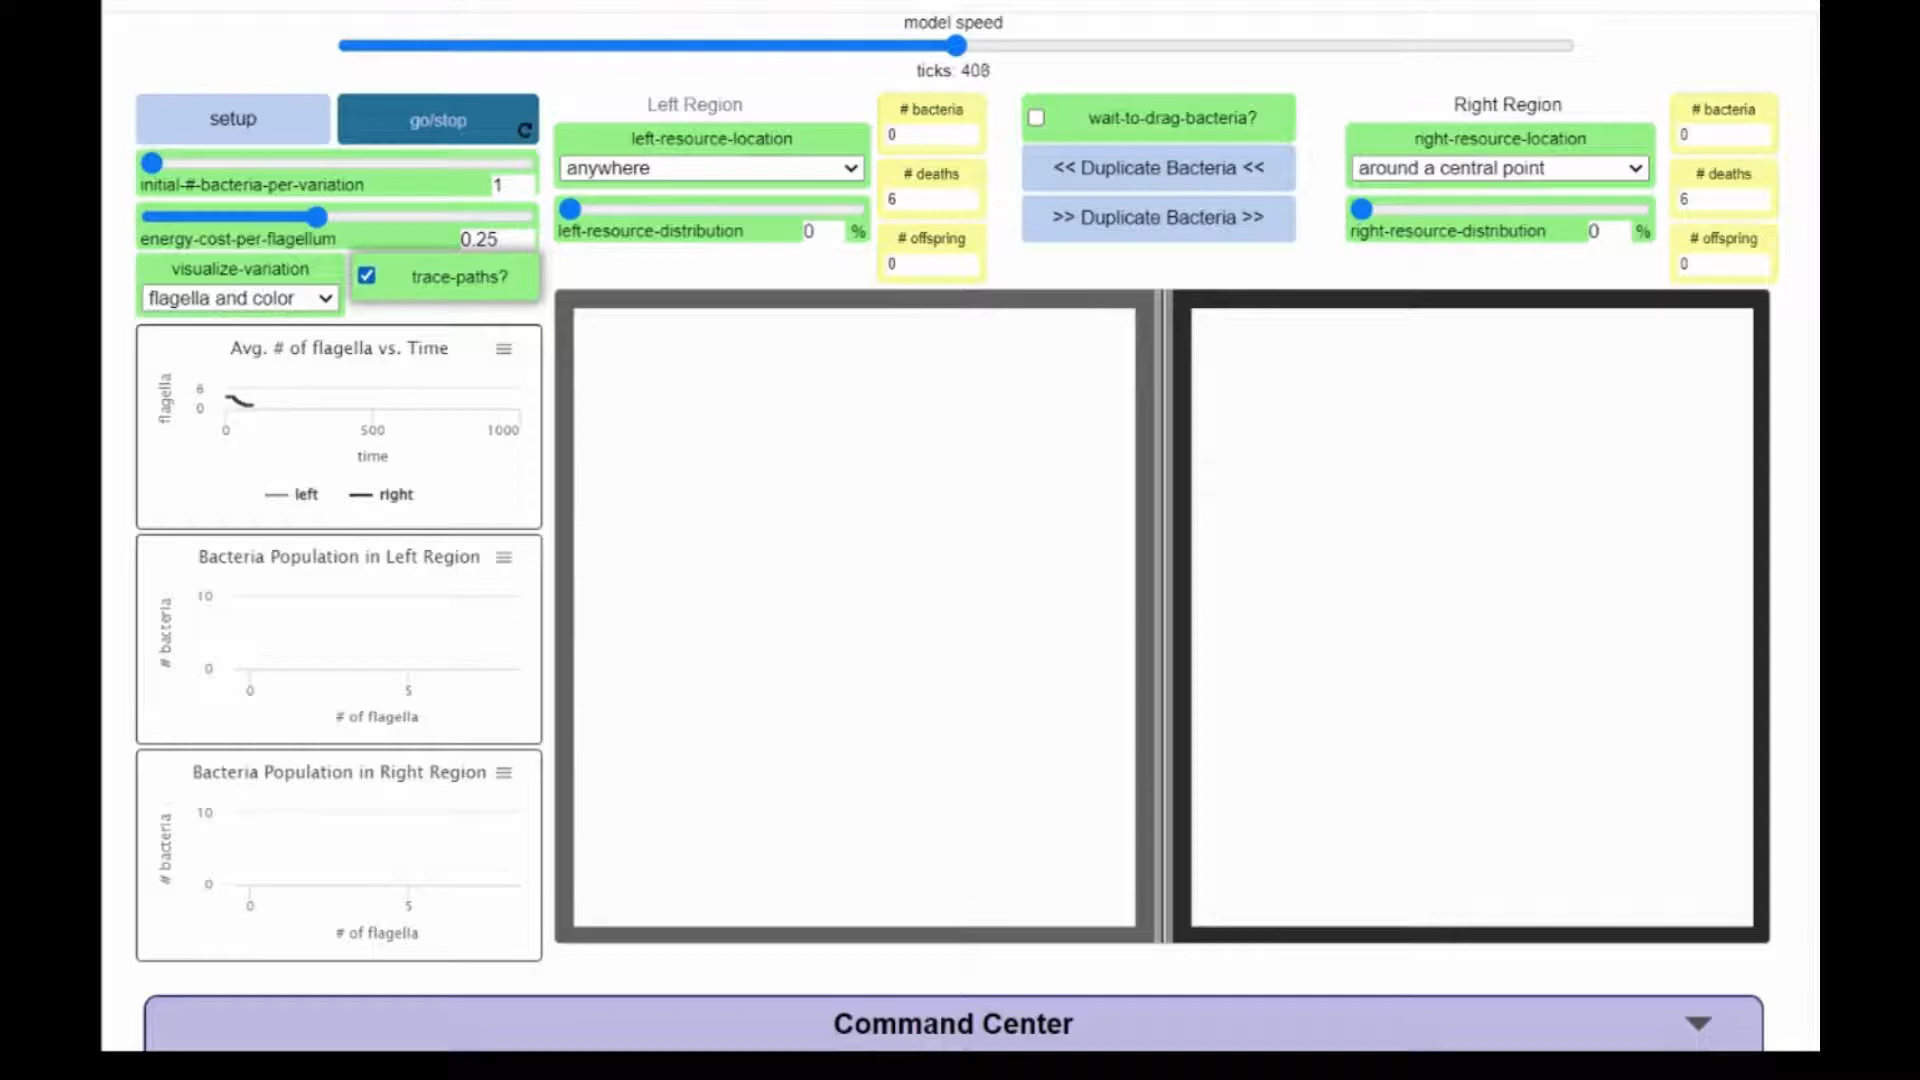 model speed
ticks: 408
setup
go/stop
initial-#-bacteria-per-variation 1
energy-cost-per-flagellum 0.25
visualize-variation
flagella and color
trace-paths?
Left Region
left-resource-location
anywhere
left-resource-distribution 0 %
# bacteria
0
# deaths
6
# offspring
0
wait-to-drag-bacteria?
<< Duplicate Bacteria <<
>> Duplicate Bacteria >>
Right Region
right-resource-location
around a central point
right-resource-distribution 0 %
# bacteria
0
# deaths
6
# offspring
0
Avg. # of flagella vs. Time
flagella
6
0
0 500 1000
time
left right
Bacteria Population in Left Region
# bacteria
10
0
0 5
# of flagella
Bacteria Population in Right Region
# bacteria
10
0
0 5
# of flagella
Command Center